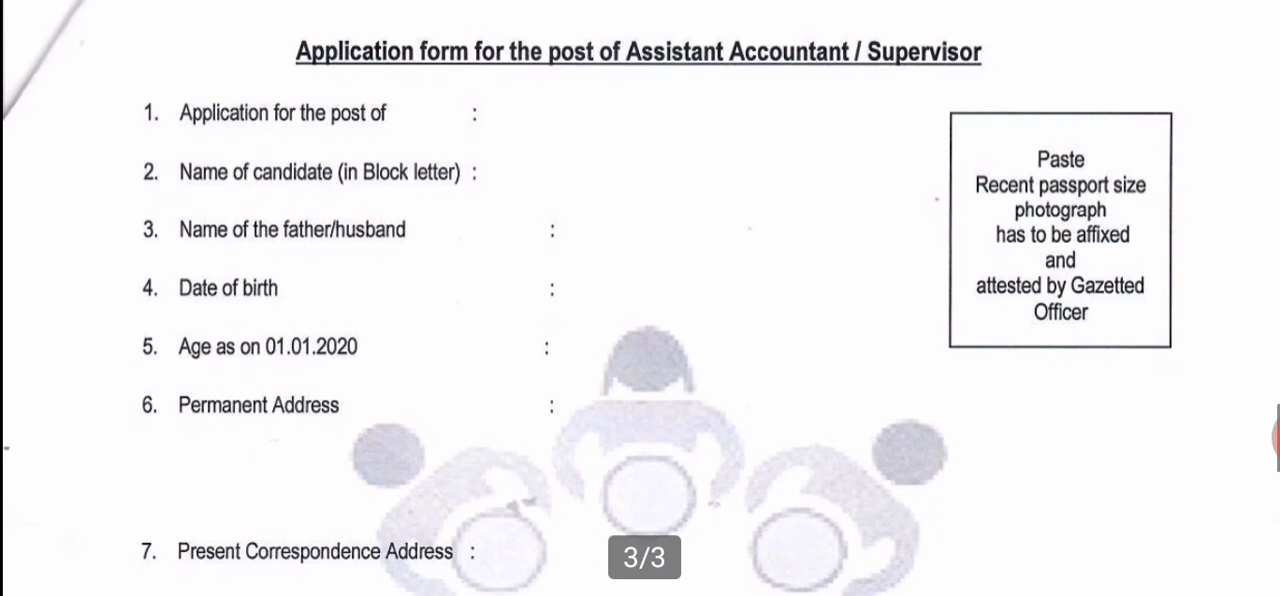 Application form for the post of Assistant Accountant / Supervisor
1. Application for the post of :
2. Name of candidate (in Block letter) :
3. Name of the father/husband :
4. Date of birth :
5. Age as on 01.01.2020 :
6. Permanent Address :
7. Present Correspondence Address :
Paste
Recent passport size
photograph
has to be affixed
and
attested by Gazetted
Officer
3/3